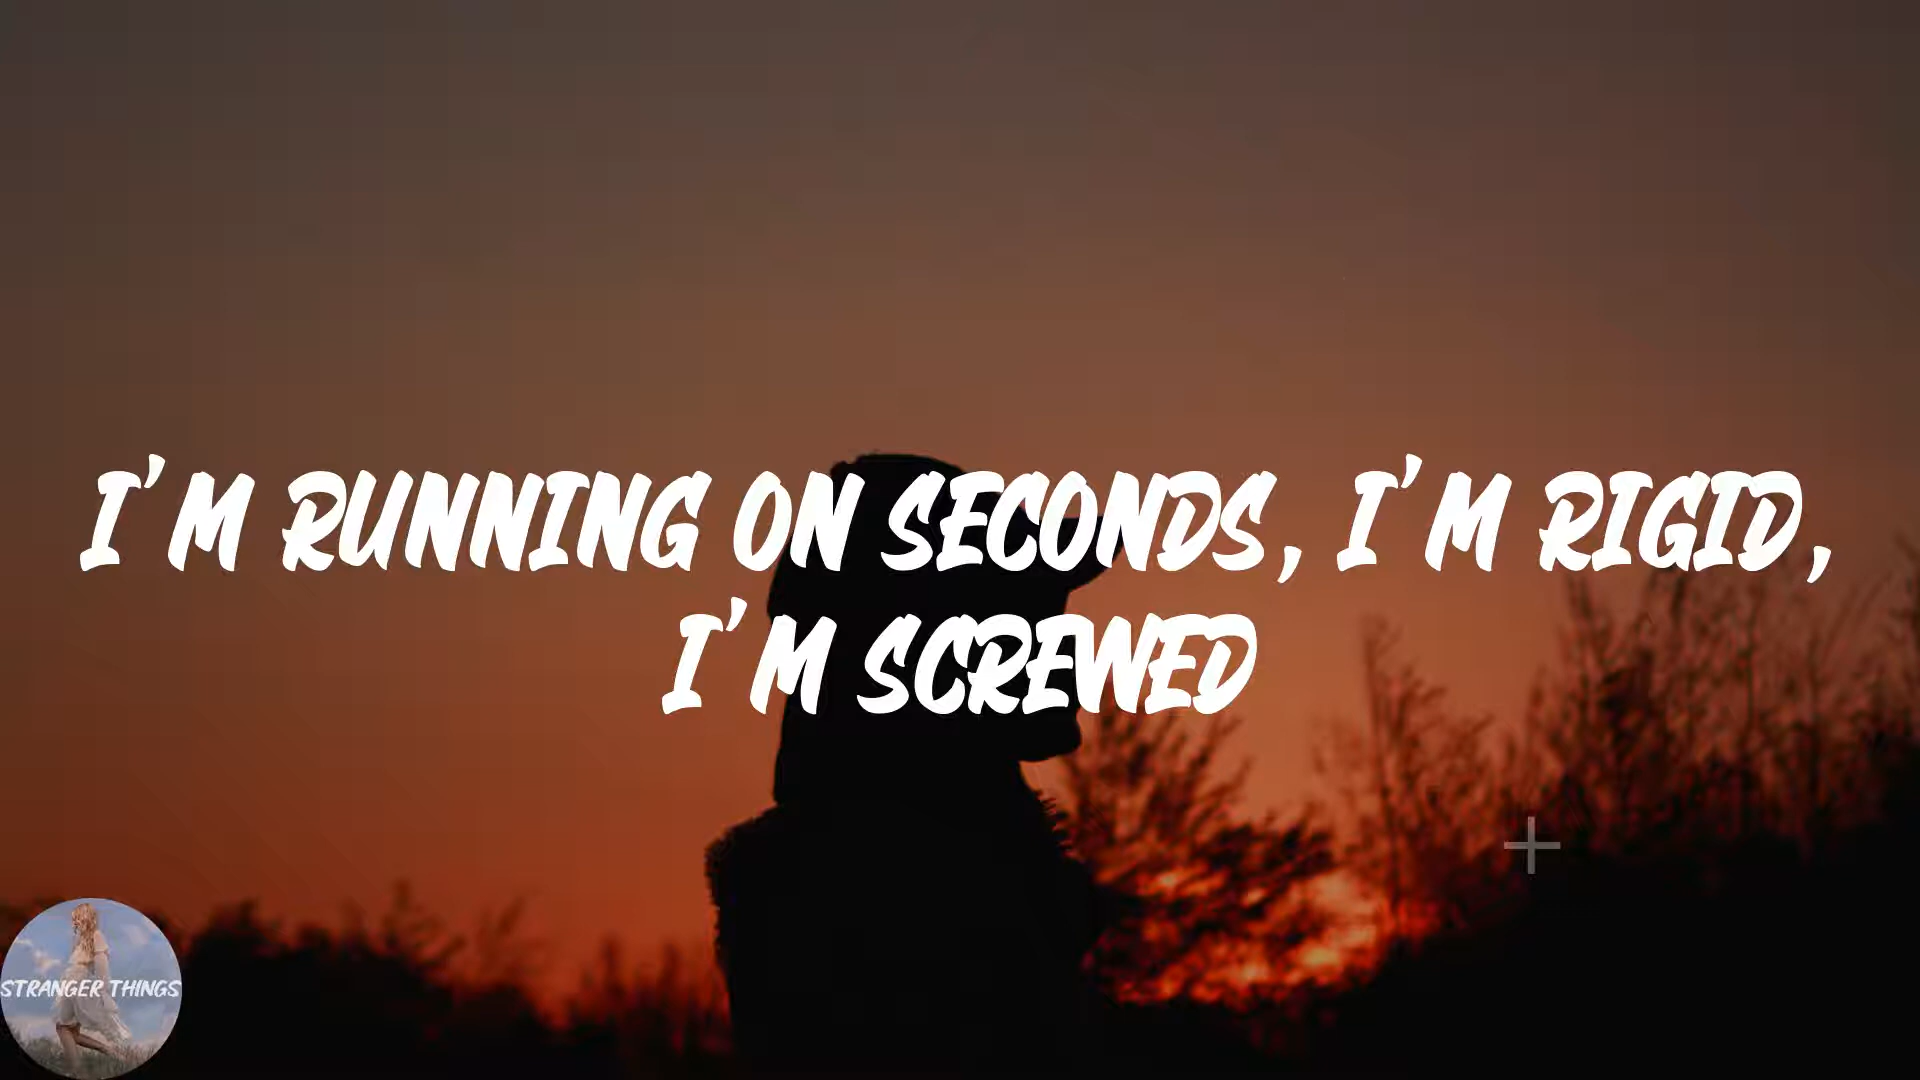 I'M RUNNING ON SECONDS, I'M RIGID,
I'M SCREWED
STRANGER THINGS